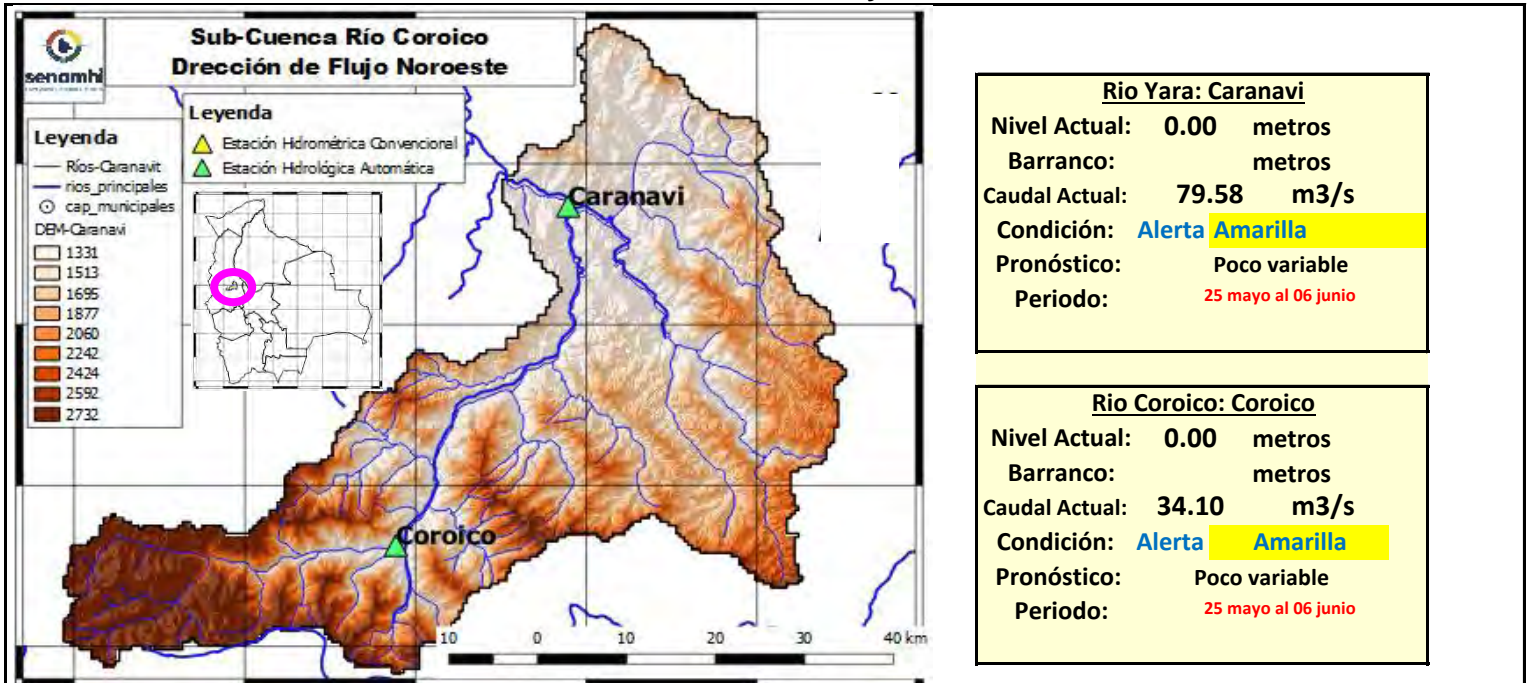 Sub-Cuenca Río Coroico
Drección de Flujo Noroeste
senamhi
Leyenda
Estación Hidrométrica Convencional
Estación Hidrológica Automática
Leyenda
Ríos-Caranavit
rios_principales
cap_municipales
DEM-Caranavi
1331
1513
1695
1877
2060
2242
2424
2592
2732
Caranavi
Coroico
10 0 10 20 30 40 km
Rio Yara: Caranavi
Nivel Actual: 0.00 metros
Barranco: metros
Caudal Actual: 79.58 m3/s
Condición: Alerta Amarilla
Pronóstico: Poco variable
Periodo: 25 mayo al 06 junio
Rio Coroico: Coroico
Nivel Actual: 0.00 metros
Barranco: metros
Caudal Actual: 34.10 m3/s
Condición: Alerta Amarilla
Pronóstico: Poco variable
Periodo: 25 mayo al 06 junio